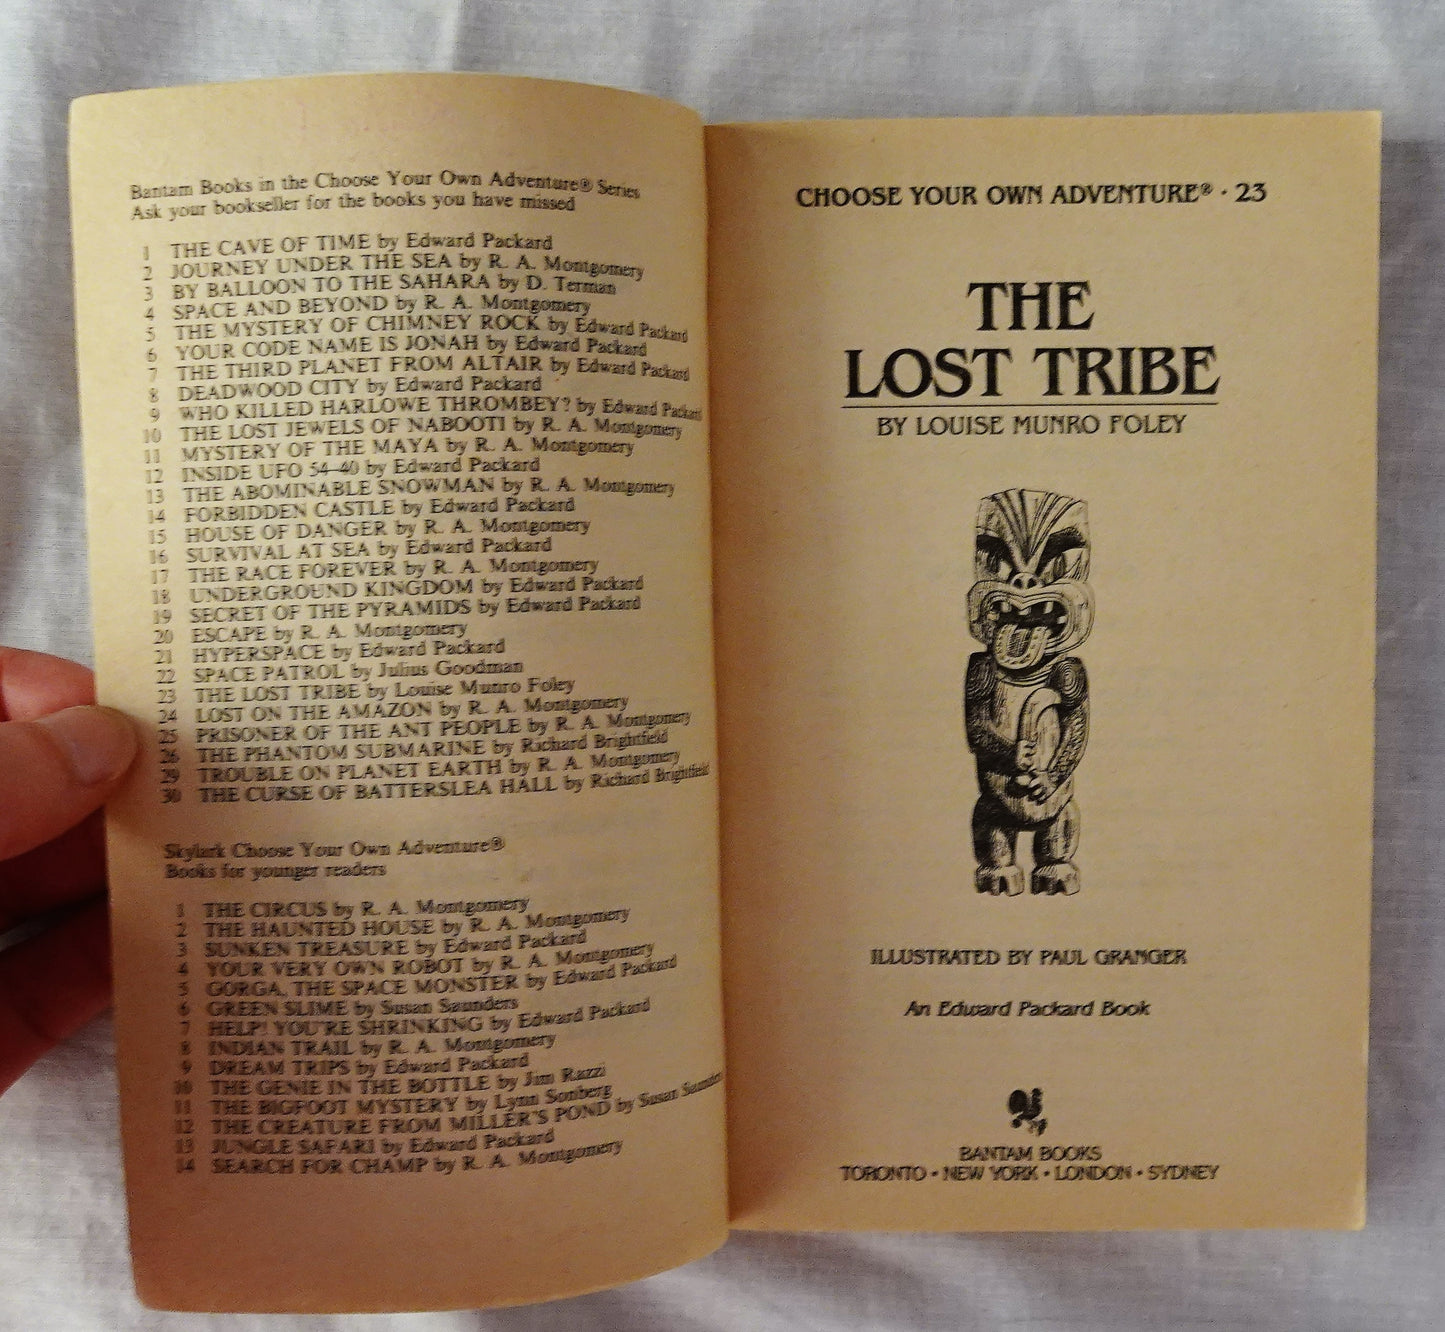 Bantam Books in the Choose Your Own Adventure® Series
Ask your bookseller for the books you have missed
1 THE CAVE OF TIME by Edward Packard
2 JOURNEY UNDER THE SEA by R. A. Montgomery
3 BY BALLOON TO THE SAHARA by D. Terman
4 SPACE AND BEYOND by R. A. Montgomery
5 THE MYSTERY OF CHIMNEY ROCK by Edward Packard
6 YOUR CODE NAME IS JONAH by Edward Packard
7 THE THIRD PLANET FROM ALTAIR by Edward Packard
8 DEADWOOD CITY by Edward Packard
9 WHO KILLED HARLOWE THROMBEY? by Edward Packard
10 THE LOST JEWELS OF NABOOTI by R. A. Montgomery
11 MYSTERY OF THE MAYA by R. A. Montgomery
12 INSIDE UFO 54–40 by Edward Packard
13 THE ABOMINABLE SNOWMAN by R. A. Montgomery
14 FORBIDDEN CASTLE by Edward Packard
15 HOUSE OF DANGER by R. A. Montgomery
16 SURVIVAL AT SEA by Edward Packard
17 THE RACE FOREVER by R. A. Montgomery
18 UNDERGROUND KINGDOM by Edward Packard
19 SECRET OF THE PYRAMIDS by Edward Packard
20 ESCAPE by R. A. Montgomery
21 HYPERSPACE by Edward Packard
22 SPACE PATROL by Julius Goodman
23 THE LOST TRIBE by Louise Munro Foley
24 LOST ON THE AMAZON by R. A. Montgomery
25 PRISONER OF THE ANT PEOPLE by R. A. Montgomery
26 THE PHANTOM SUBMARINE by Richard Brightfield
29 TROUBLE ON PLANET EARTH by R. A. Montgomery
30 THE CURSE OF BATTERSLEA HALL by Richard Brightfield
Skylark Choose Your Own Adventure®
Books for younger readers
1 THE CIRCUS by R. A. Montgomery
2 THE HAUNTED HOUSE by R. A. Montgomery
3 SUNKEN TREASURE by Edward Packard
4 YOUR VERY OWN ROBOT by R. A. Montgomery
5 GORGA, THE SPACE MONSTER by Edward Packard
6 GREEN SLIME by Susan Saunders
7 HELP! YOU'RE SHRINKING by Edward Packard
8 INDIAN TRAIL by R. A. Montgomery
9 DREAM TRIPS by Edward Packard
10 THE GENIE IN THE BOTTLE by Jim Razzi
11 THE BIGFOOT MYSTERY by Lynn Sonberg
12 THE CREATURE FROM MILLER'S POND by Susan Saunders
13 JUNGLE SAFARI by Edward Packard
14 SEARCH FOR CHAMP by R. A. Montgomery
CHOOSE YOUR OWN ADVENTURE® · 23
THE
LOST TRIBE
BY LOUISE MUNRO FOLEY
ILLUSTRATED BY PAUL GRANGER
An Edward Packard Book
BANTAM BOOKS
TORONTO · NEW YORK · LONDON · SYDNEY